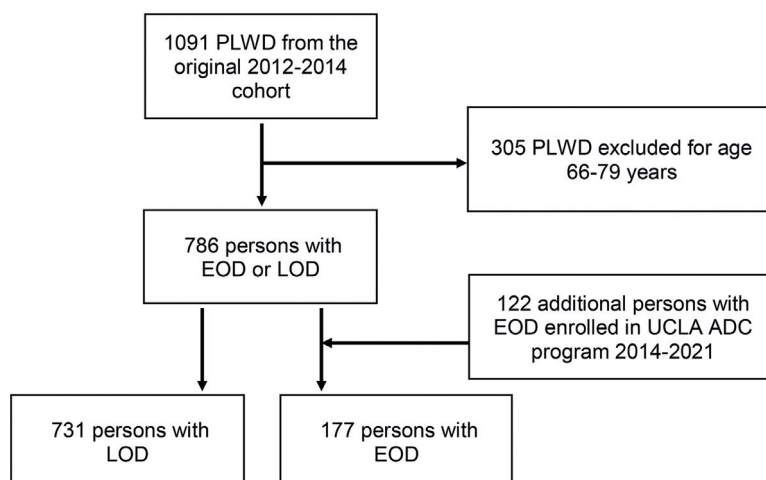 1091 PLWD from the
original 2012-2014
cohort
305 PLWD excluded for age
66-79 years
786 persons with
EOD or LOD
122 additional persons with
EOD enrolled in UCLA ADC
program 2014-2021
731 persons with
LOD
177 persons with
EOD